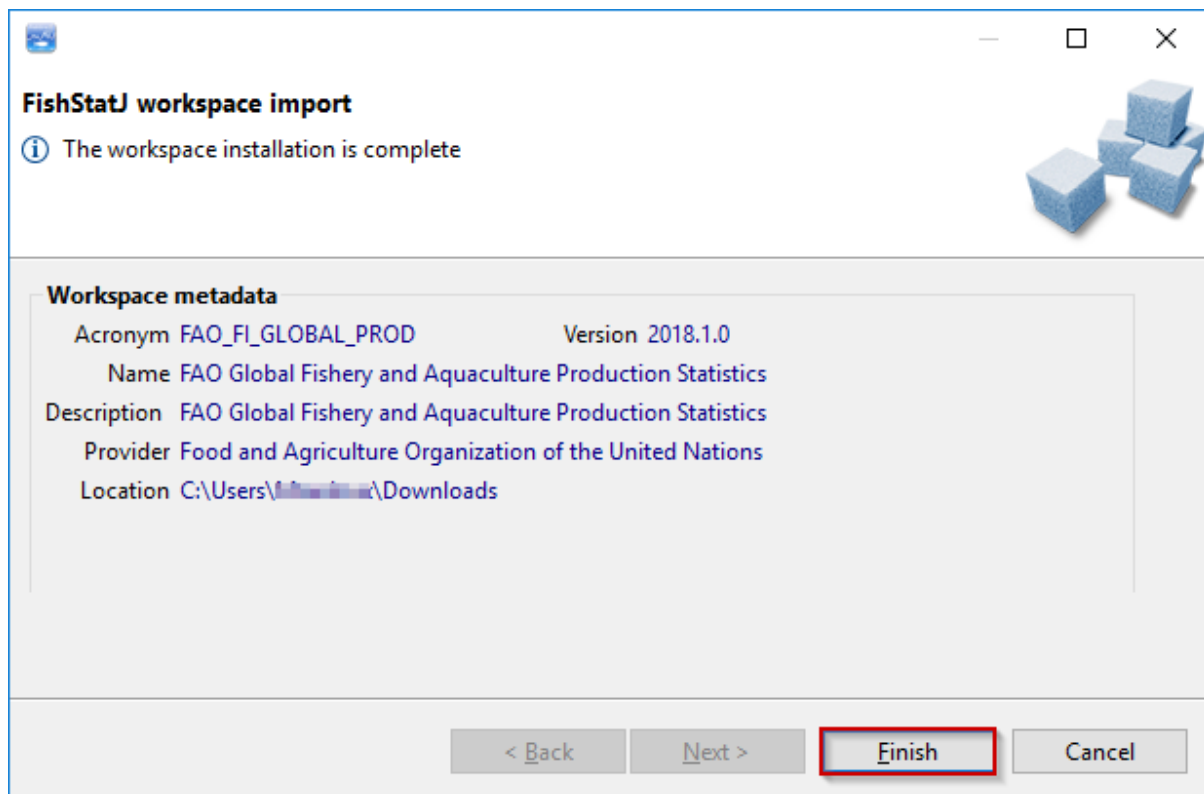 FishStatJ workspace import
The workspace installation is complete
Workspace metadata
Acronym FAO_FI_GLOBAL_PROD Version 2018.1.0
Name FAO Global Fishery and Aquaculture Production Statistics
Description FAO Global Fishery and Aquaculture Production Statistics
Provider Food and Agriculture Organization of the United Nations
Location C:\Users\ \Downloads
< Back Next > Finish Cancel